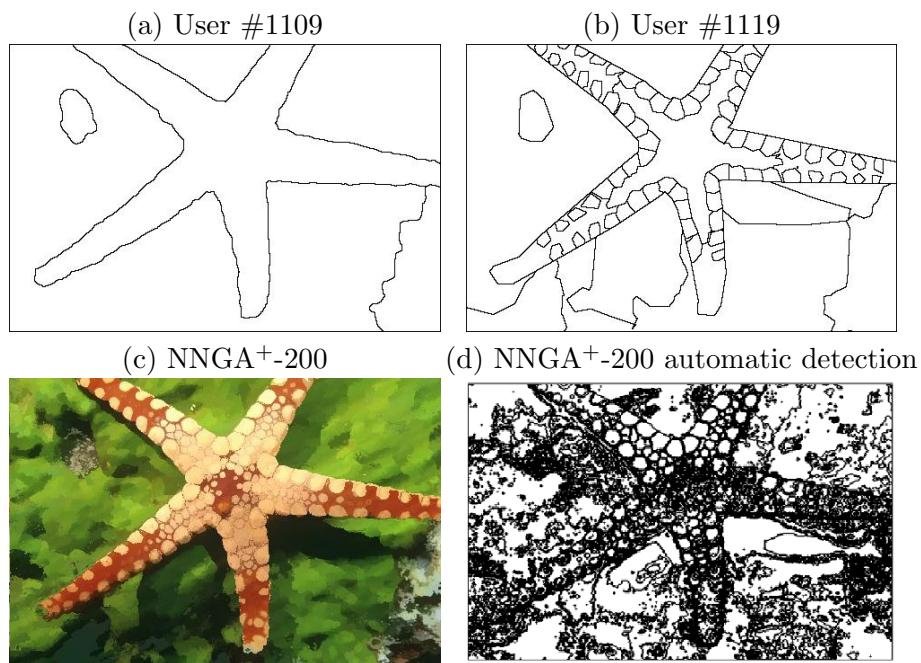 (a) User #1109
(b) User #1119
(c) NNGA⁺-200
(d) NNGA⁺-200 automatic detection